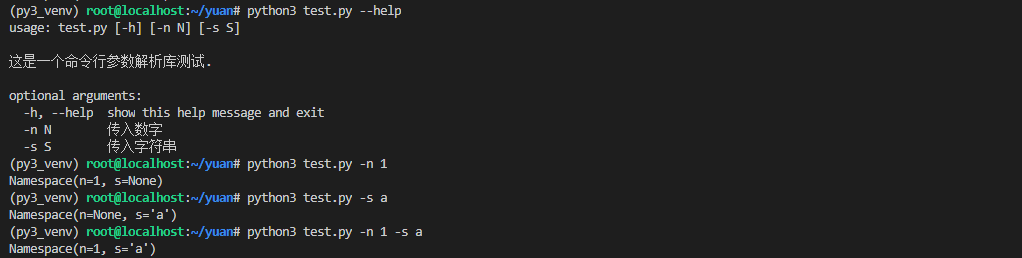 (py3_venv) root@localhost:~/yuan# python3 test.py --help
usage: test.py [-h] [-n N] [-s S]
这是一个命令行参数解析库测试.
optional arguments:
  -h, --help  show this help message and exit
  -n N        传入数字
  -s S        传入字符串
(py3_venv) root@localhost:~/yuan# python3 test.py -n 1
Namespace(n=1, s=None)
(py3_venv) root@localhost:~/yuan# python3 test.py -s a
Namespace(n=None, s='a')
(py3_venv) root@localhost:~/yuan# python3 test.py -n 1 -s a
Namespace(n=1, s='a')